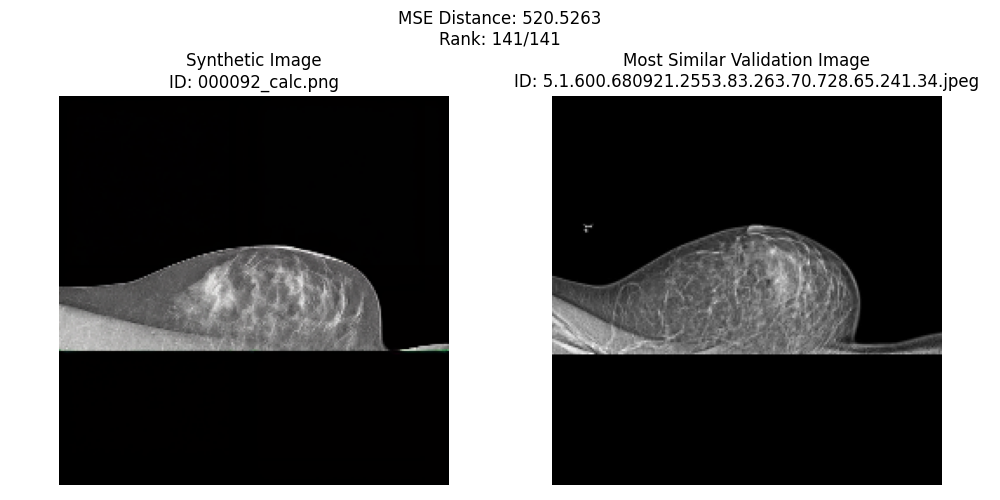 MSE Distance: 520.5263
Rank: 141/141
Synthetic Image
ID: 000092_calc.png
Most Similar Validation Image
ID: 5.1.600.680921.2553.83.263.70.728.65.241.34.jpeg